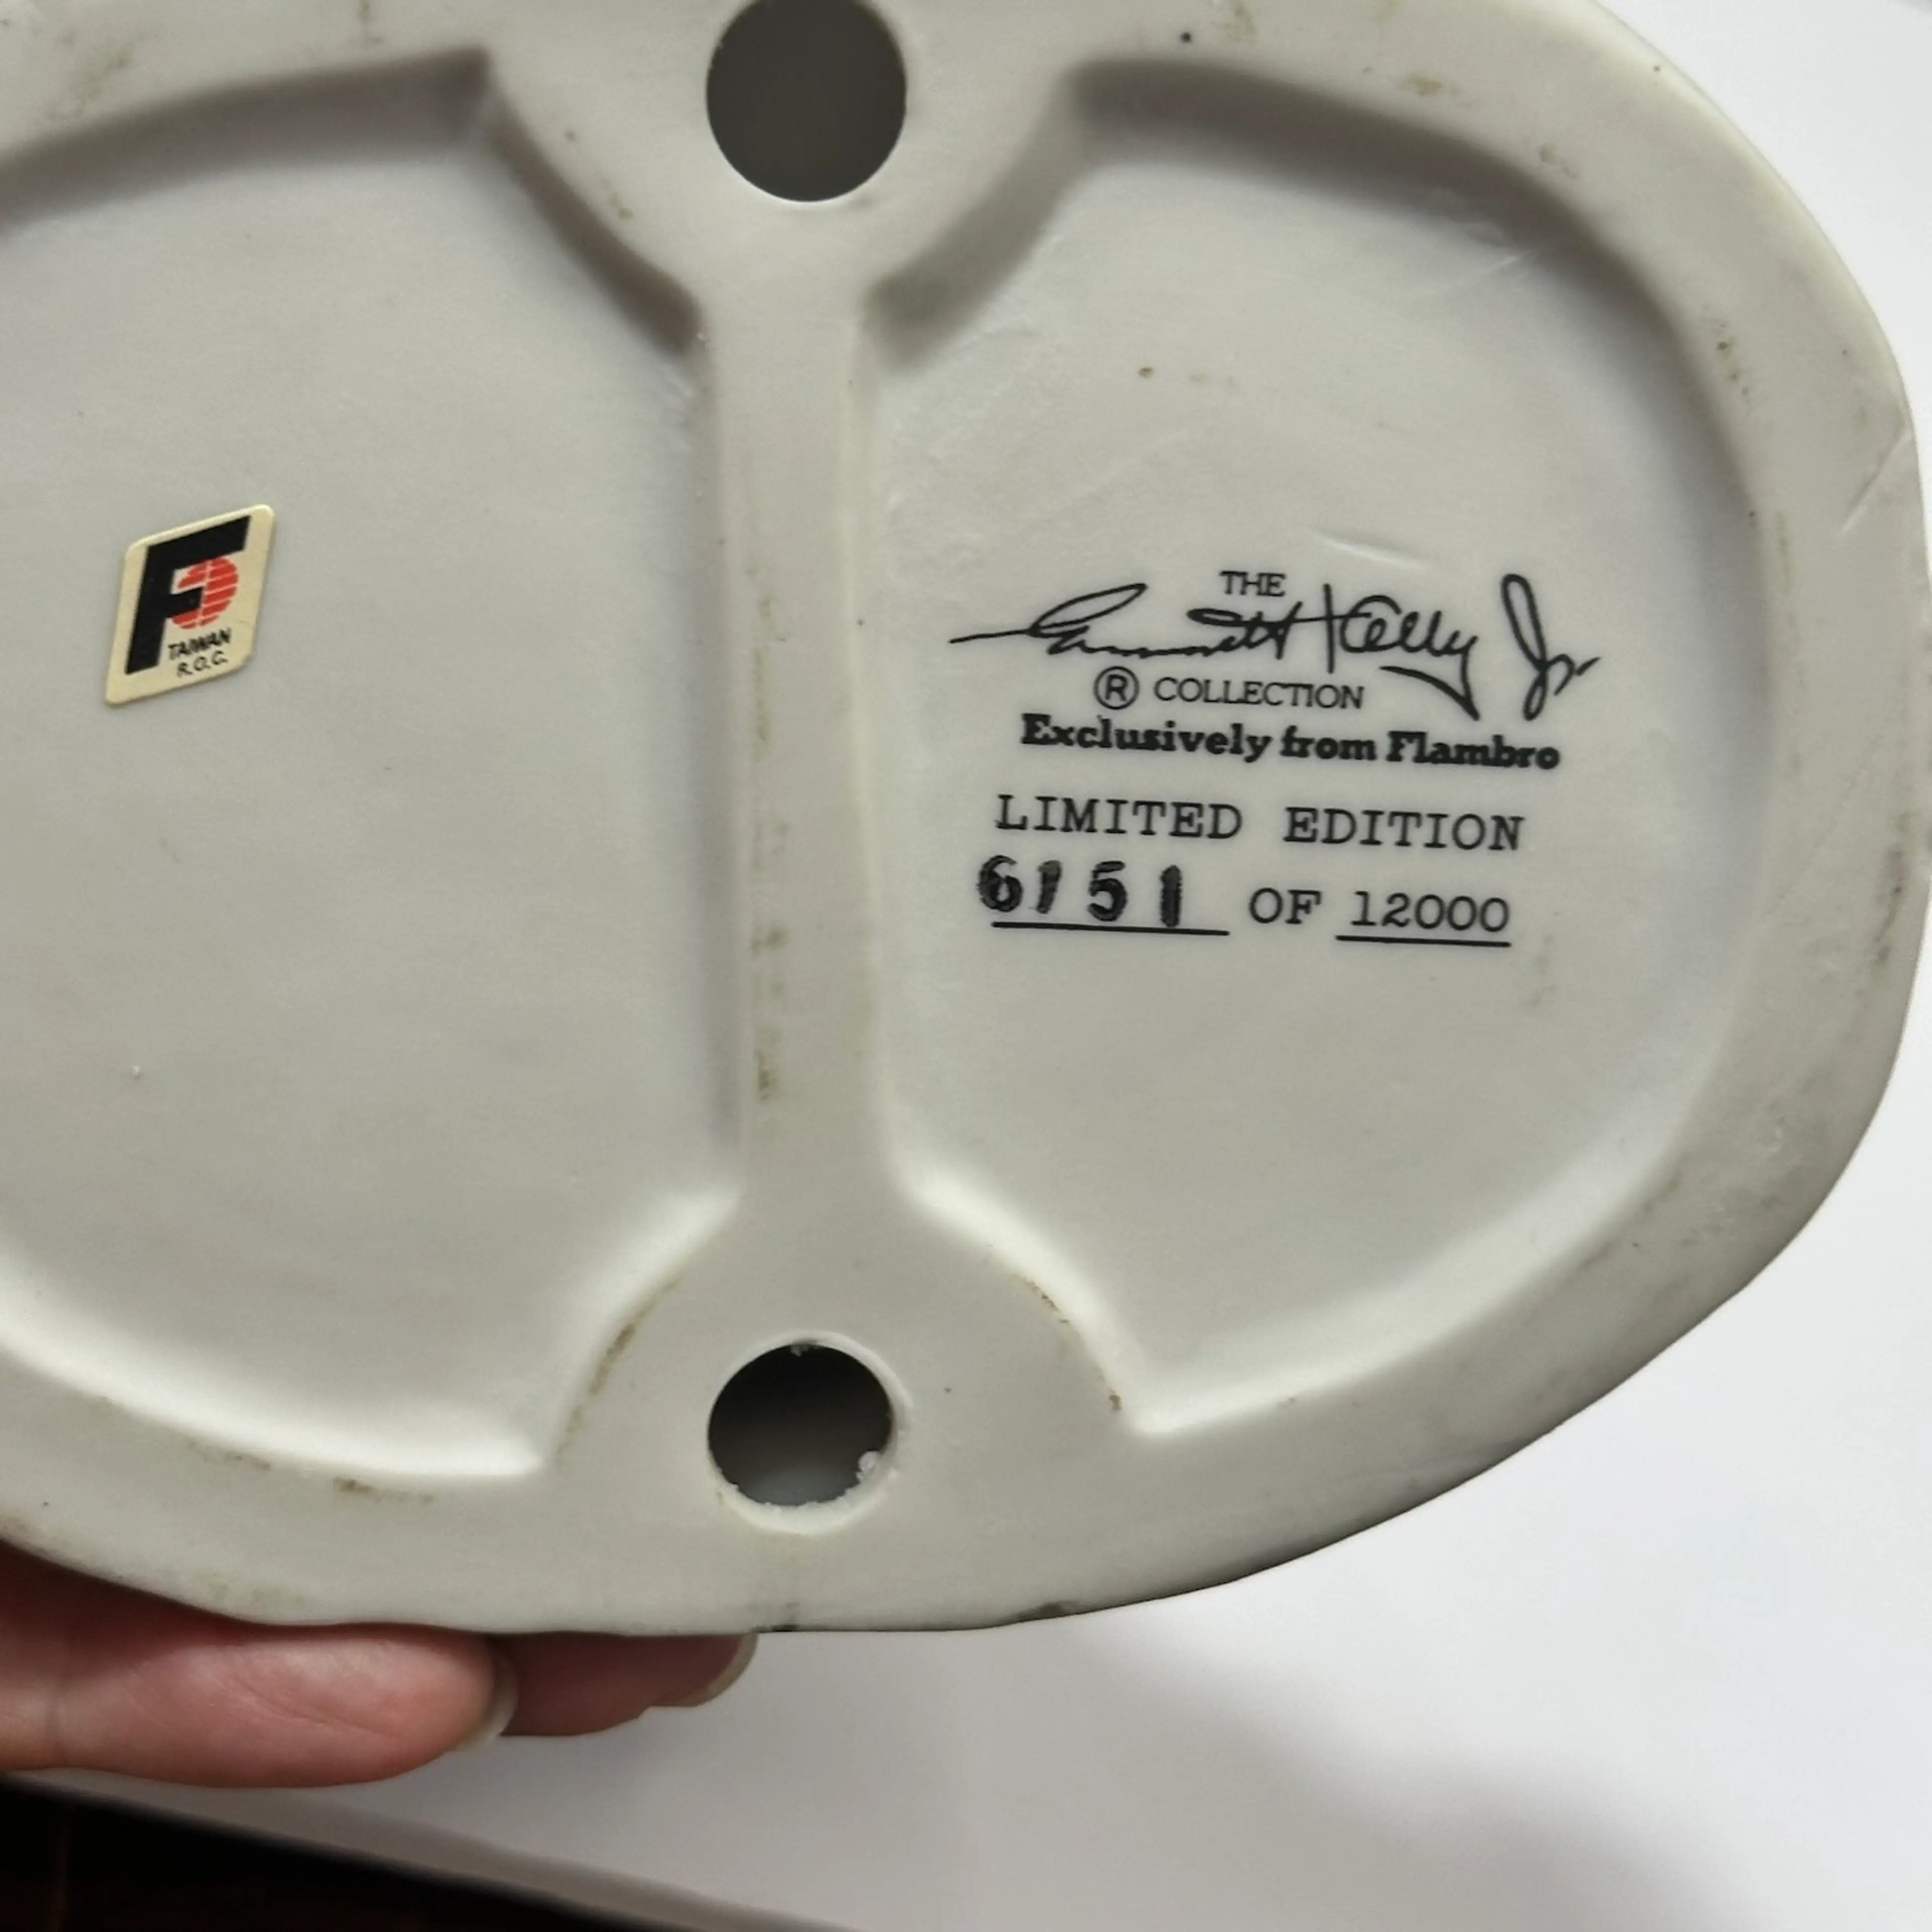 F
TAIWAN
R.O.C.
THE
Emmett Kelly Jr
® COLLECTION
Exclusively from Flambro
LIMITED EDITION
6151 OF 12000